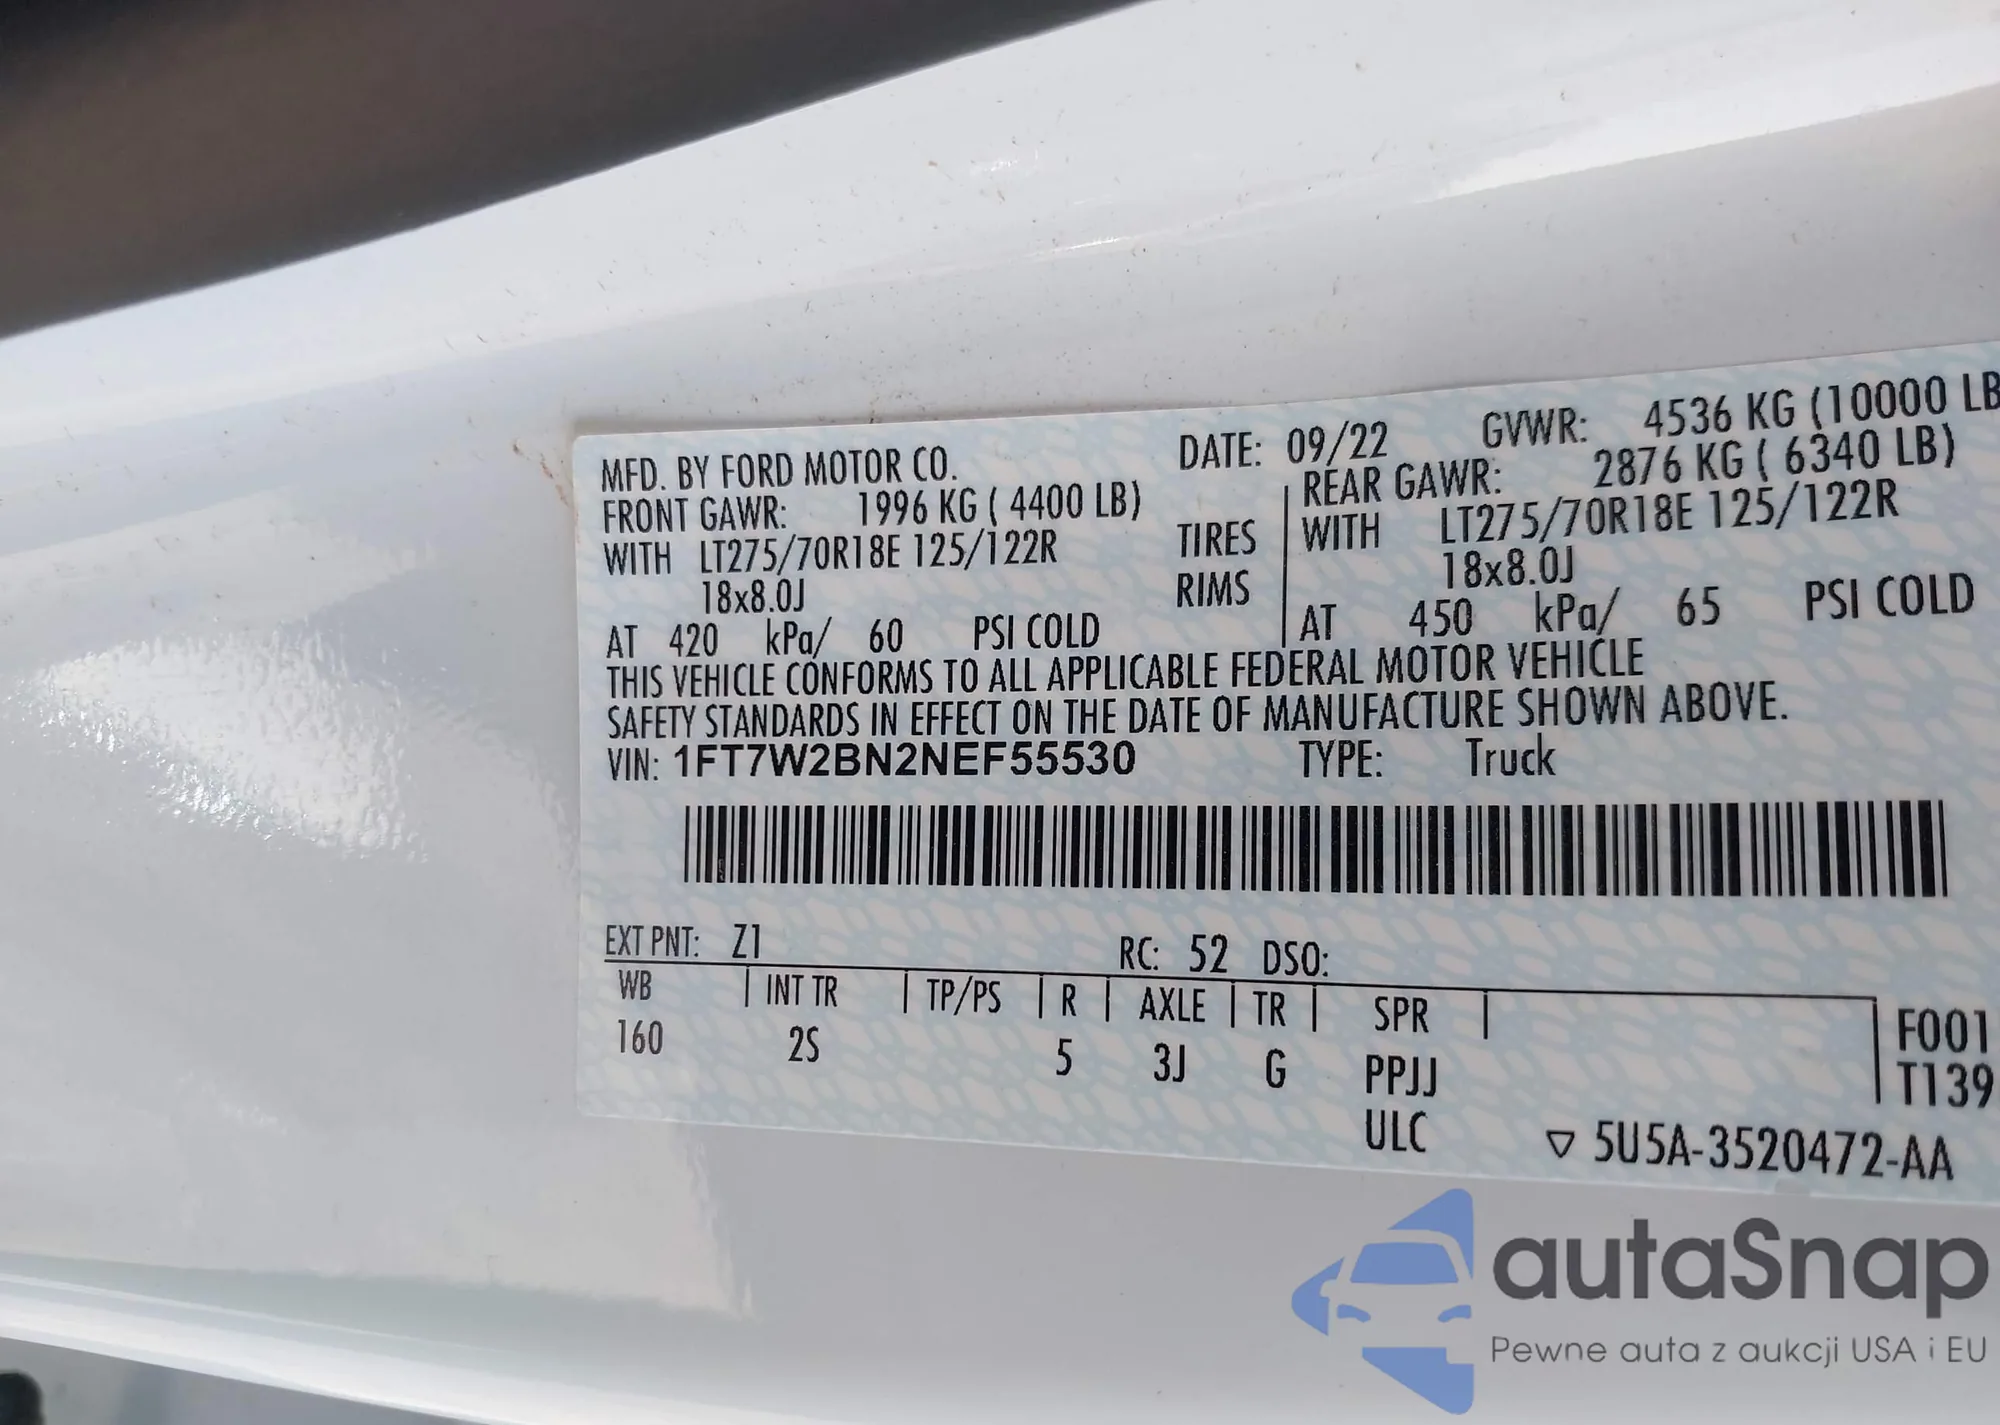 MFD. BY FORD MOTOR CO. DATE: 09/22 GVWR: 4536 KG (10000 LB
FRONT GAWR: 1996 KG ( 4400 LB) REAR GAWR: 2876 KG ( 6340 LB)
WITH LT275/70R18E 125/122R TIRES WITH LT275/70R18E 125/122R
18x8.0J RIMS 18x8.0J
AT 420 kPa/ 60 PSI COLD AT 450 kPa/ 65 PSI COLD
THIS VEHICLE CONFORMS TO ALL APPLICABLE FEDERAL MOTOR VEHICLE
SAFETY STANDARDS IN EFFECT ON THE DATE OF MANUFACTURE SHOWN ABOVE.
VIN: 1FT7W2BN2NEF55530 TYPE: Truck
EXT PNT: Z1 RC: 52 DSO:
WB | INT TR | TP/PS | R | AXLE | TR | SPR | F001
160 2S 5 3J G PPJJ T139
ULC ▽ 5U5A-3520472-AA
autaSnap
Pewne auta z aukcji USA i EU